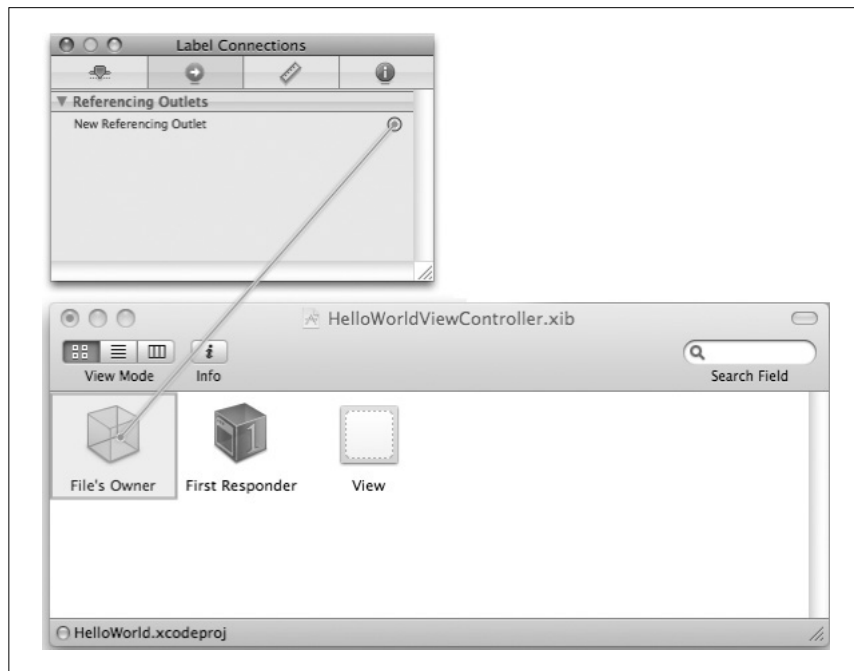 Label Connections
Referencing Outlets
New Referencing Outlet
HelloWorldViewController.xib
View Mode
Info
Search Field
1
File's Owner
First Responder
View
HelloWorld.xcodeproj